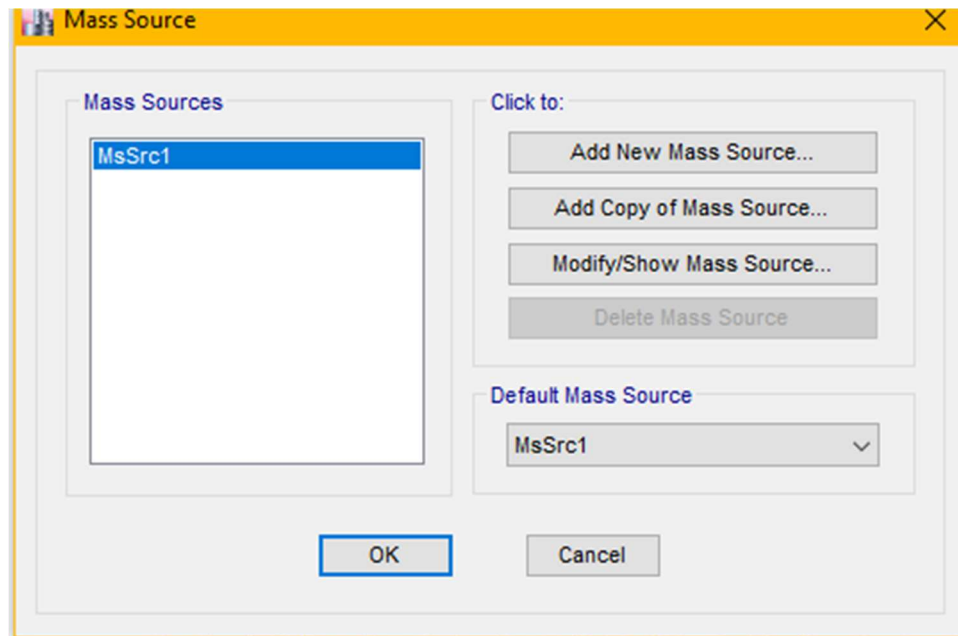 Mass Source
Mass Sources
MsSrc1
Click to:
Add New Mass Source...
Add Copy of Mass Source...
Modify/Show Mass Source...
Delete Mass Source
Default Mass Source
MsSrc1
OK
Cancel